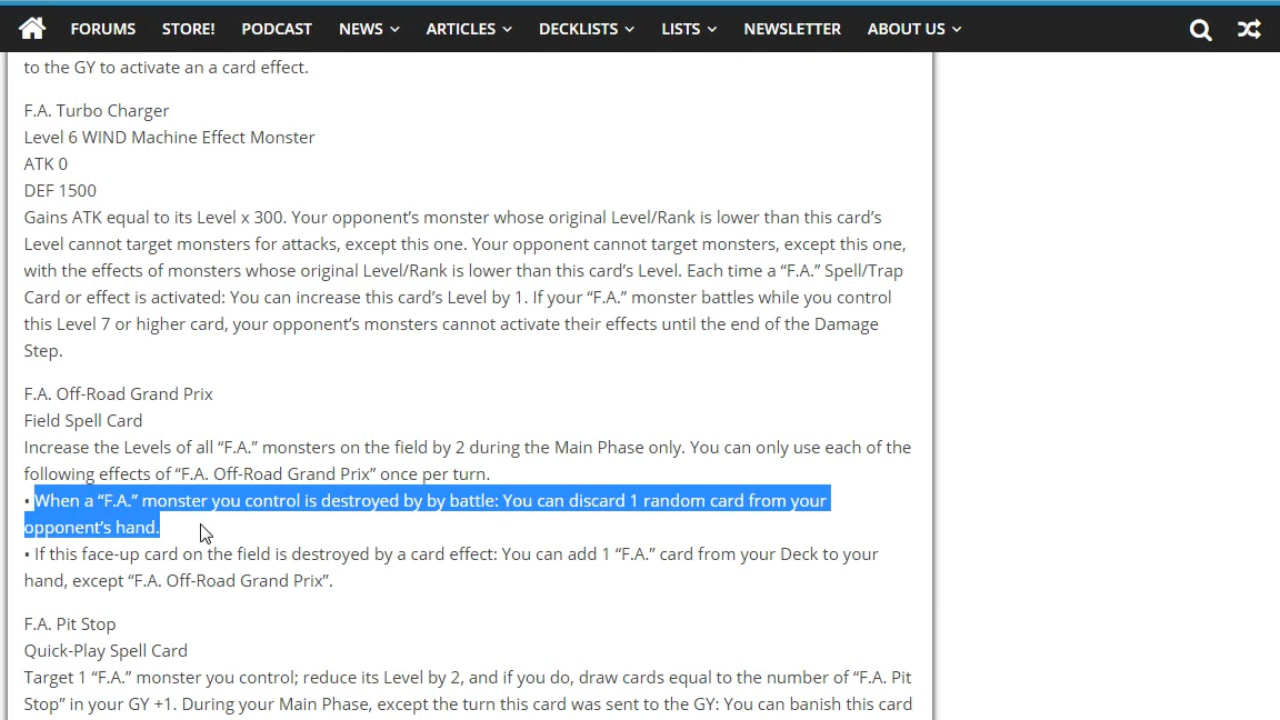 FORUMS STORE! PODCAST NEWS ARTICLES DECKLISTS LISTS NEWSLETTER ABOUT US
to the GY to activate an a card effect.
F.A. Turbo Charger
Level 6 WIND Machine Effect Monster
ATK 0
DEF 1500
Gains ATK equal to its Level x 300. Your opponent’s monster whose original Level/Rank is lower than this card’s
Level cannot target monsters for attacks, except this one. Your opponent cannot target monsters, except this one,
with the effects of monsters whose original Level/Rank is lower than this card’s Level. Each time a “F.A.” Spell/Trap
Card or effect is activated: You can increase this card’s Level by 1. If your “F.A.” monster battles while you control
this Level 7 or higher card, your opponent’s monsters cannot activate their effects until the end of the Damage
Step.
F.A. Off-Road Grand Prix
Field Spell Card
Increase the Levels of all “F.A.” monsters on the field by 2 during the Main Phase only. You can only use each of the
following effects of “F.A. Off-Road Grand Prix” once per turn.
• When a “F.A.” monster you control is destroyed by by battle: You can discard 1 random card from your
opponent’s hand.
• If this face-up card on the field is destroyed by a card effect: You can add 1 “F.A.” card from your Deck to your
hand, except “F.A. Off-Road Grand Prix”.
F.A. Pit Stop
Quick-Play Spell Card
Target 1 “F.A.” monster you control; reduce its Level by 2, and if you do, draw cards equal to the number of “F.A. Pit
Stop” in your GY +1. During your Main Phase, except the turn this card was sent to the GY: You can banish this card